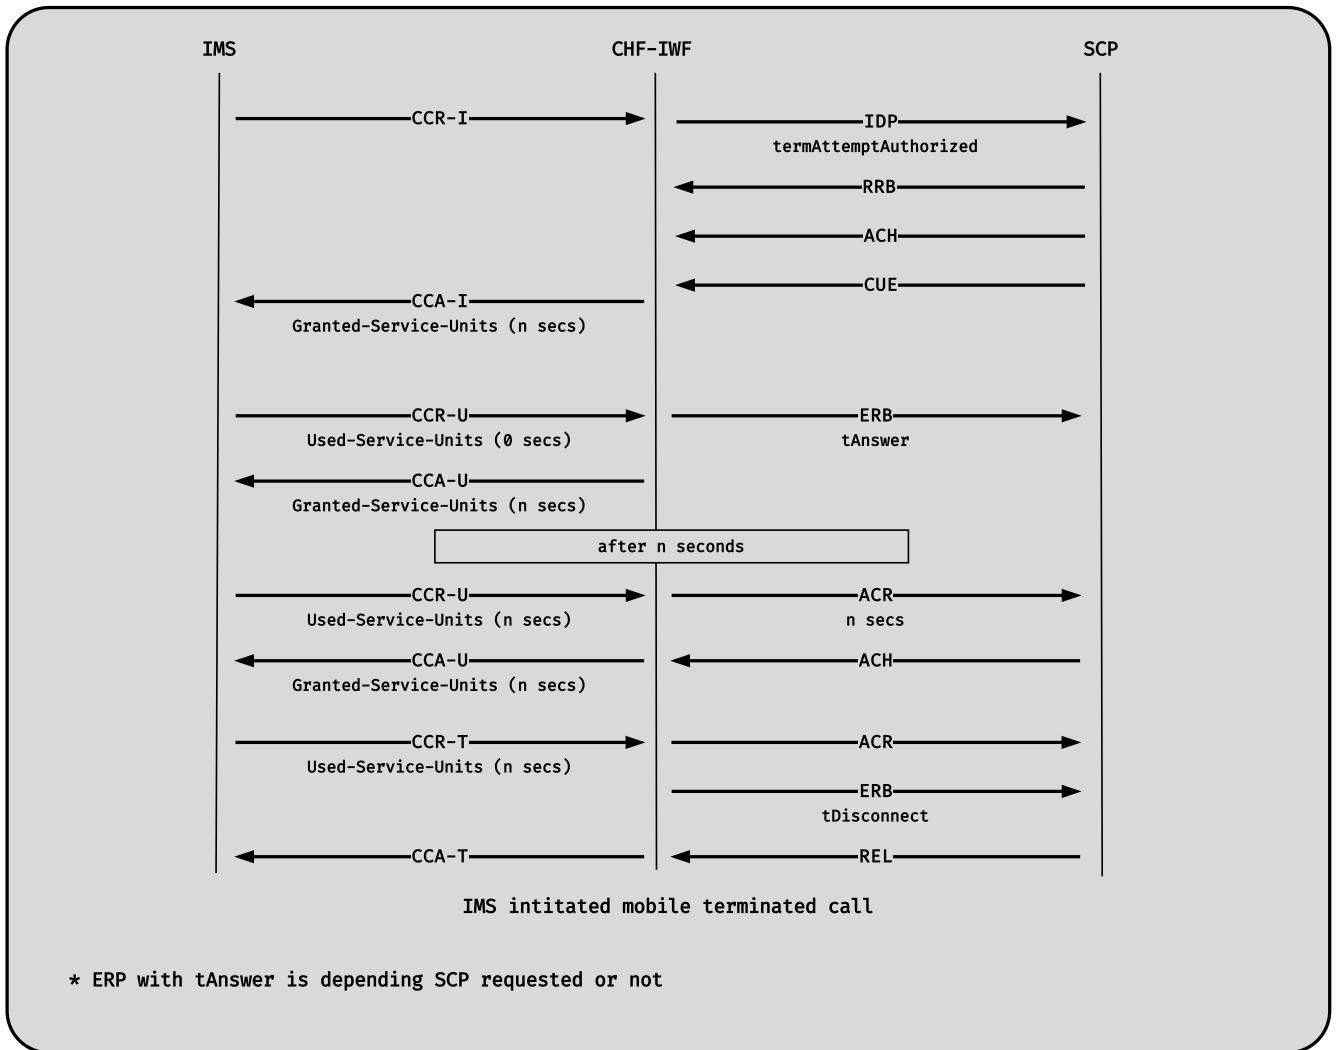 IMS CHF-IWF SCP
CCR-I
IDP
termAttemptAuthorized
RRB
ACH
CUE
CCA-I
Granted-Service-Units (n secs)
CCR-U ERB
Used-Service-Units (0 secs) tAnswer
CCA-U
Granted-Service-Units (n secs)
after n seconds
CCR-U ACR
Used-Service-Units (n secs) n secs
CCA-U ACH
Granted-Service-Units (n secs)
CCR-T ACR
Used-Service-Units (n secs)
ERB
tDisconnect
CCA-T REL
IMS intitated mobile terminated call
* ERP with tAnswer is depending SCP requested or not